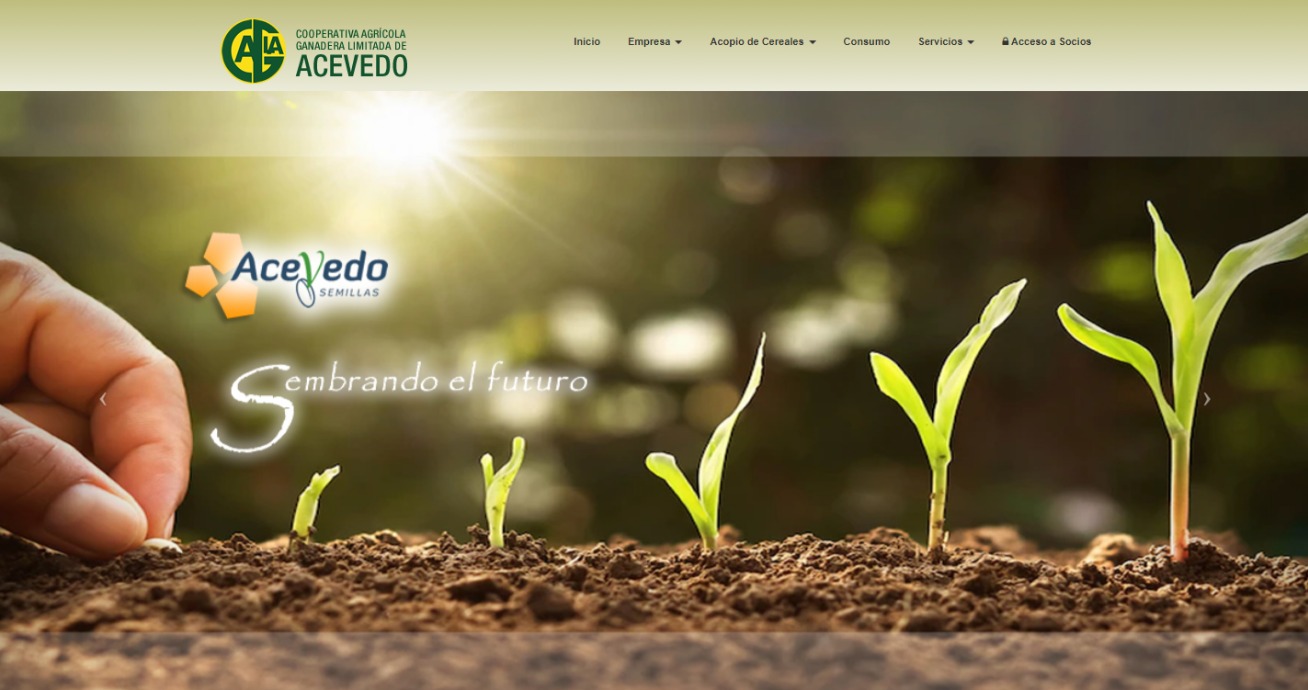 COOPERATIVA AGRÍCOLA
GANADERA LIMITADA DE
ACEVEDO
Inicio Empresa Acopio de Cereales Consumo Servicios Acceso a Socios
Acevedo
SEMILLAS
Sembrando el futuro